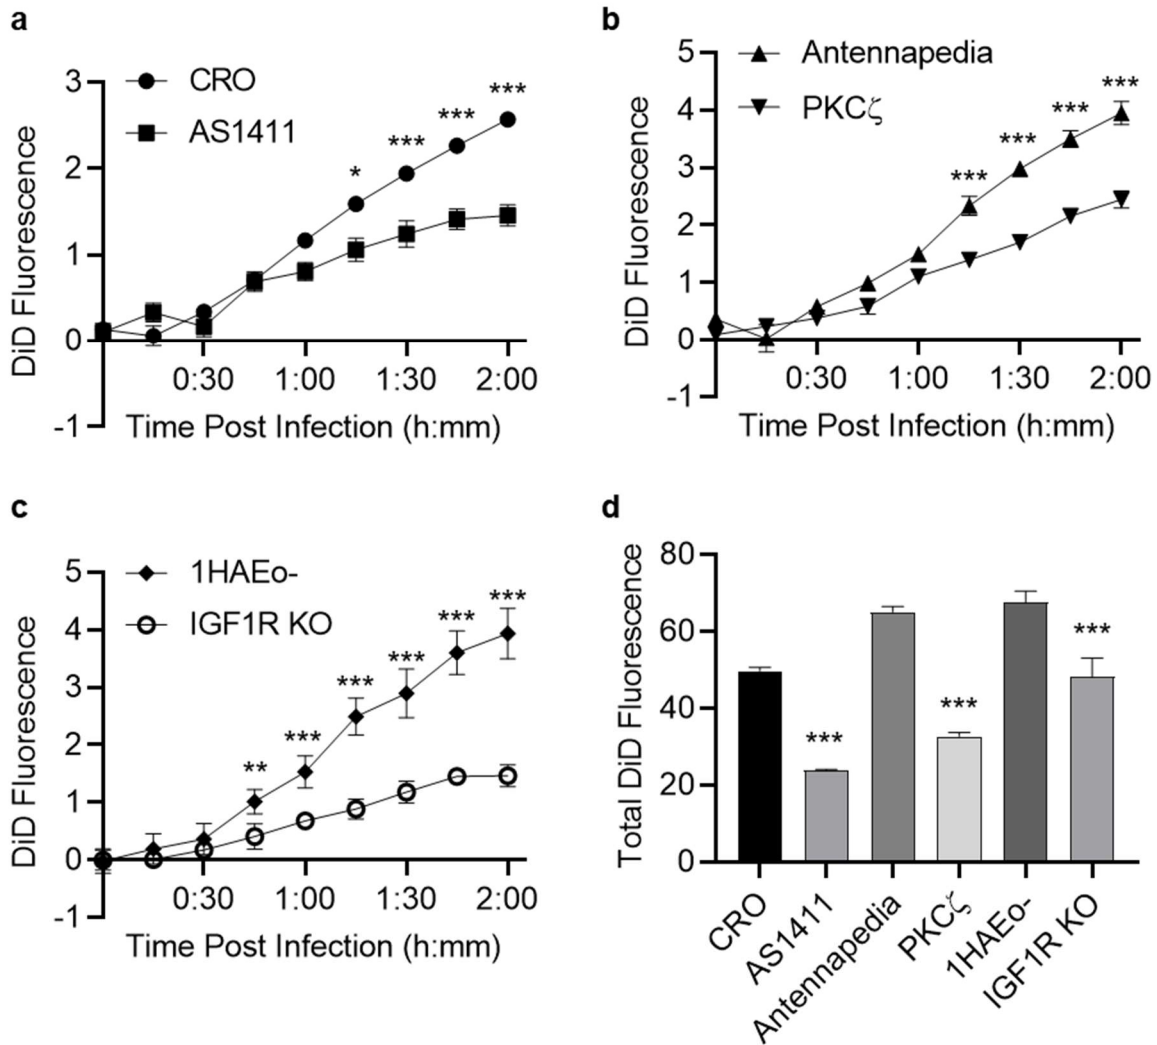 a
CRO
AS1411
DiD Fluorescence
3
2
1
0
-1
*
***
***
***
0:30
1:00
1:30
2:00
Time Post Infection (h:mm)
b
Antennapedia
PKCζ
DiD Fluorescence
5
4
3
2
1
0
-1
***
***
***
***
0:30
1:00
1:30
2:00
Time Post Infection (h:mm)
c
1HAEo-
IGF1R KO
DiD Fluorescence
5
4
3
2
1
0
-1
**
***
***
***
***
***
0:30
1:00
1:30
2:00
Time Post Infection (h:mm)
d
Total DiD Fluorescence
80
60
40
20
0
***
***
***
CRO
AS1411
Antennapedia
PKCζ
1HAEo-
IGF1R KO